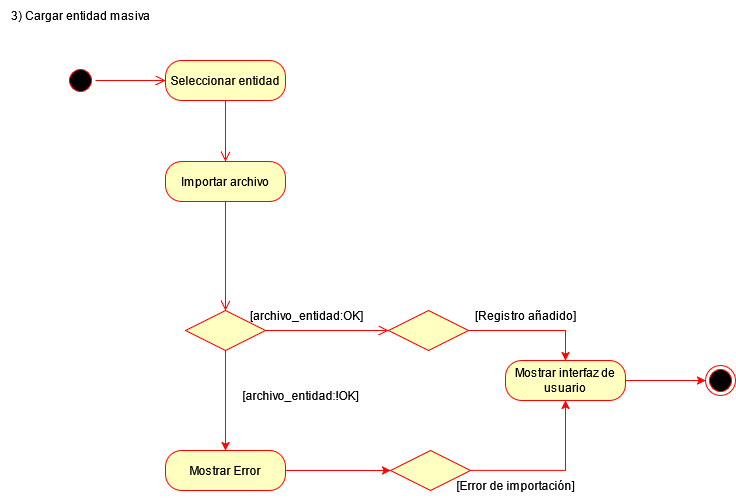 3) Cargar entidad masiva
Seleccionar entidad
Importar archivo
[archivo_entidad:OK]
[Registro añadido]
Mostrar interfaz de
usuario
[archivo_entidad:!OK]
Mostrar Error
[Error de importación]